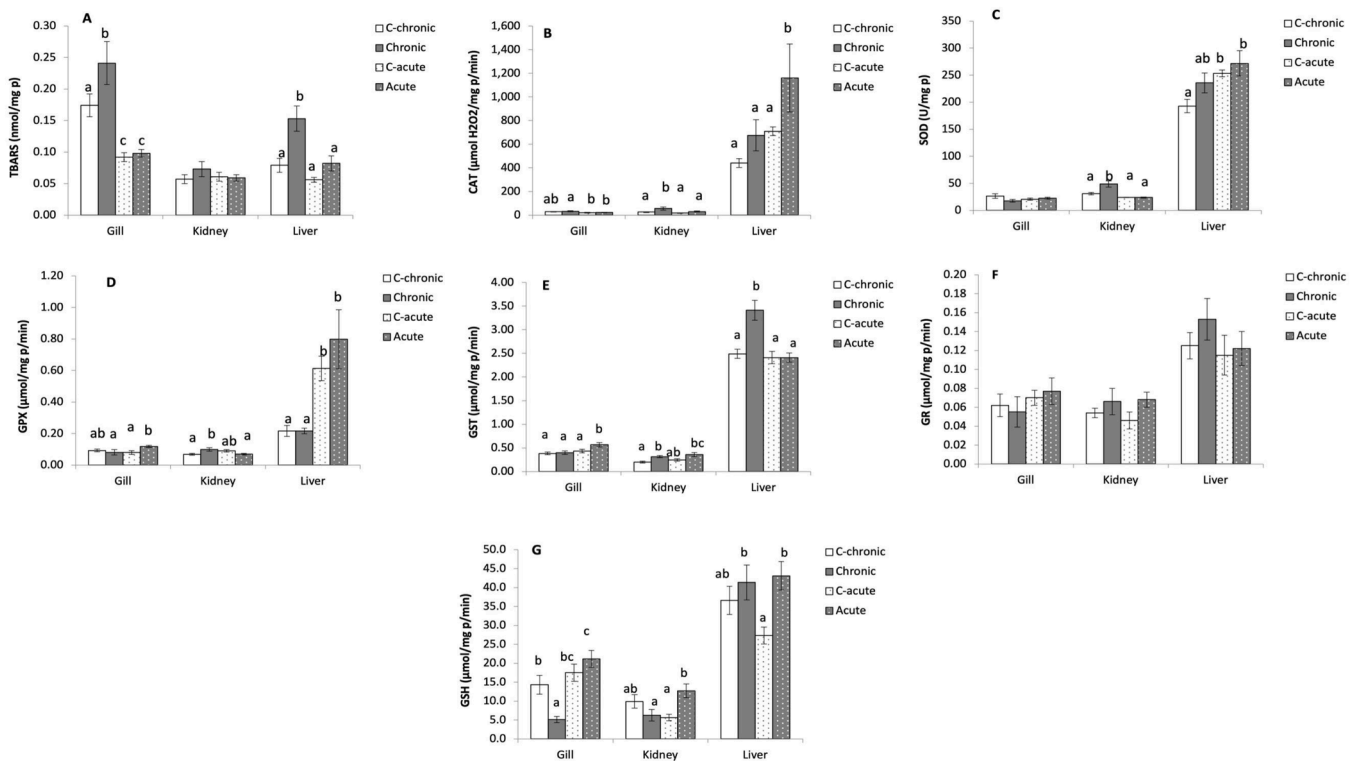 A
TBARS (nmol/mg p)
0.30
0.25
0.20
0.15
0.10
0.05
0.00
a
b
c
c
a
b
a
a
Gill
Kidney
Liver
C-chronic
Chronic
C-acute
Acute
B
CAT (µmol H2O2/mg p/min)
1,600
1,400
1,200
1,000
800
600
400
200
0
ab
a
b
b
a
b
a
a
a
a
a
b
Gill
Kidney
Liver
C-chronic
Chronic
C-acute
Acute
C
SOD (U/mg p)
350
300
250
200
150
100
50
0
a
b
a
a
a
ab
b
b
Gill
Kidney
Liver
C-chronic
Chronic
C-acute
Acute
D
GPX (µmol/mg p/min)
1.20
1.00
0.80
0.60
0.40
0.20
0.00
ab
a
a
b
a
b
ab
a
a
a
b
b
Gill
Kidney
Liver
C-chronic
Chronic
C-acute
Acute
E
GST (µmol/mg p/min)
4.00
3.50
3.00
2.50
2.00
1.50
1.00
0.50
0.00
a
a
a
b
a
b
ab
bc
a
b
a
a
Gill
Kidney
Liver
C-chronic
Chronic
C-acute
Acute
F
GR (µmol/mg p/min)
0.20
0.18
0.16
0.14
0.12
0.10
0.08
0.06
0.04
0.02
0.00
Gill
Kidney
Liver
C-chronic
Chronic
C-acute
Acute
G
GSH (µmol/mg p/min)
50.0
45.0
40.0
35.0
30.0
25.0
20.0
15.0
10.0
5.0
0.0
b
a
bc
c
ab
a
a
b
ab
b
a
b
Gill
Kidney
Liver
C-chronic
Chronic
C-acute
Acute